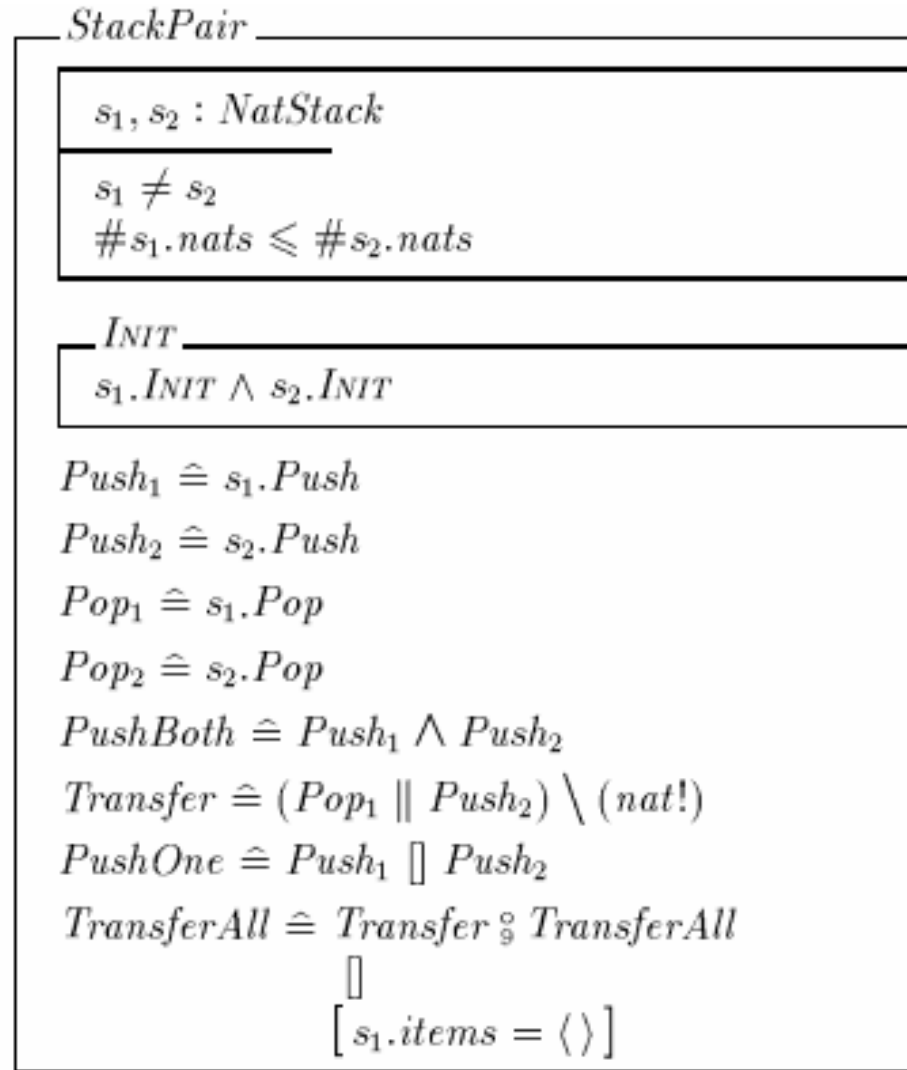 StackPair
s₁, s₂ : NatStack
s₁ ≠ s₂
#s₁.nats ⩽ #s₂.nats
INIT
s₁.INIT ∧ s₂.INIT
Push₁ ≙ s₁.Push
Push₂ ≙ s₂.Push
Pop₁ ≙ s₁.Pop
Pop₂ ≙ s₂.Pop
PushBoth ≙ Push₁ ∧ Push₂
Transfer ≙ (Pop₁ ∥ Push₂) \ (nat!)
PushOne ≙ Push₁ [] Push₂
TransferAll ≙ Transfer ⨟ TransferAll
[]
[ s₁.items = ⟨ ⟩ ]